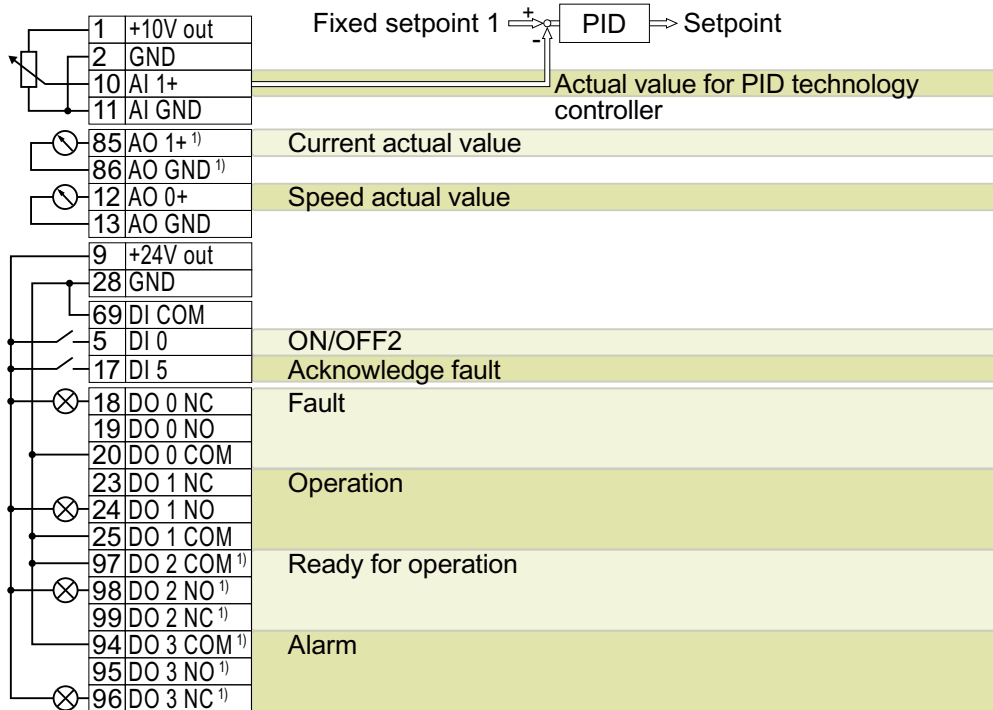 Fixed setpoint 1 + - PID Setpoint
1 +10V out
2 GND
10 AI 1+ Actual value for PID technology
11 AI GND controller
85 AO 1+ 1) Current actual value
86 AO GND 1)
12 AO 0+ Speed actual value
13 AO GND
9 +24V out
28 GND
69 DI COM
5 DI 0 ON/OFF2
17 DI 5 Acknowledge fault
18 DO 0 NC Fault
19 DO 0 NO
20 DO 0 COM
23 DO 1 NC Operation
24 DO 1 NO
25 DO 1 COM
97 DO 2 COM 1) Ready for operation
98 DO 2 NO 1)
99 DO 2 NC 1)
94 DO 3 COM 1) Alarm
95 DO 3 NO 1)
96 DO 3 NC 1)